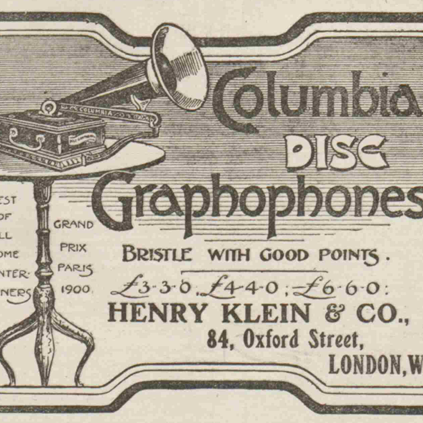 COLUMBIA
Columbia
DISC
Graphophones
EST
OF
LL
OME
NTER-
NERS
GRAND
PRIX
PARIS
1900.
BRISTLE WITH GOOD POINTS.
£3-3-0, £4-4-0, £6-6-0:
HENRY KLEIN & CO.,
84, Oxford Street,
LONDON, W